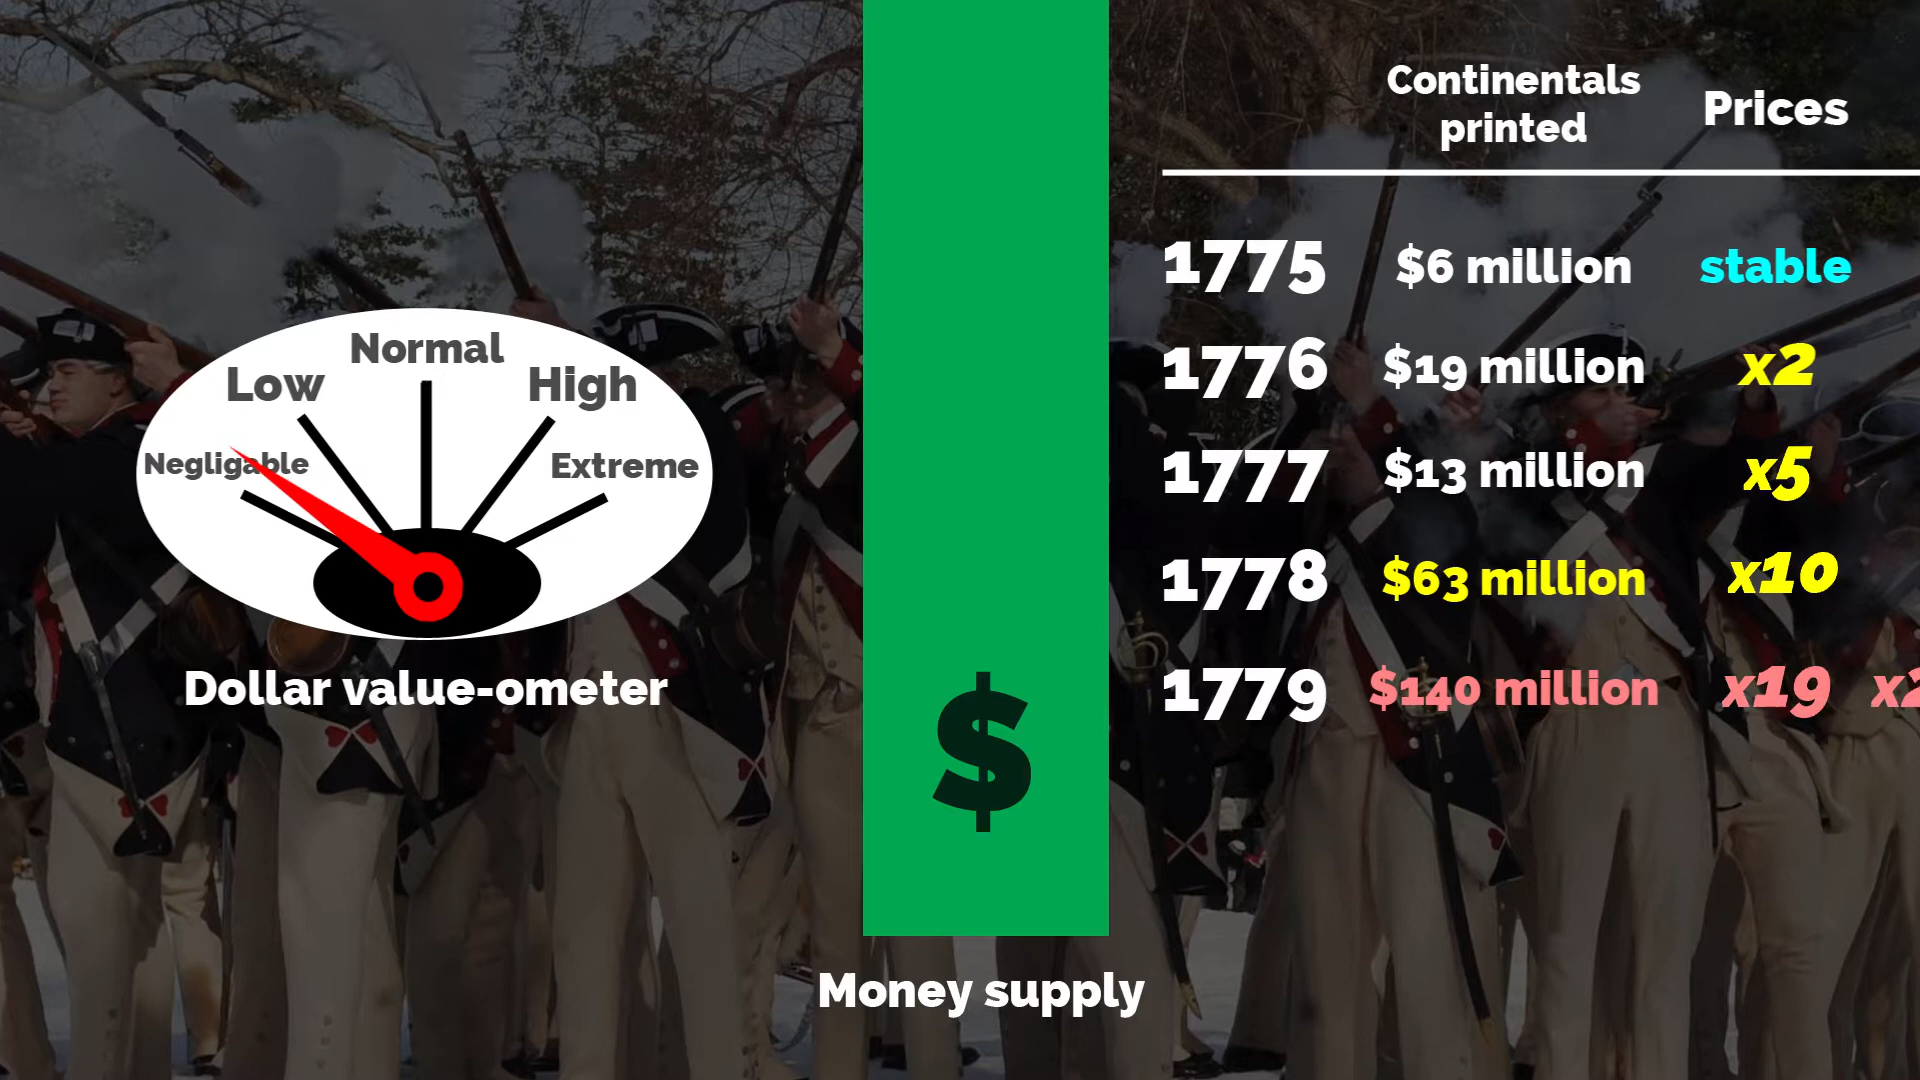 Continentals
printed
Prices
1775 $6 million stable
1776 $19 million x2
1777 $13 million x5
1778 $63 million x10
1779 $140 million x19
Normal
Low
High
Negligable
Extreme
Dollar value-ometer
$
Money supply